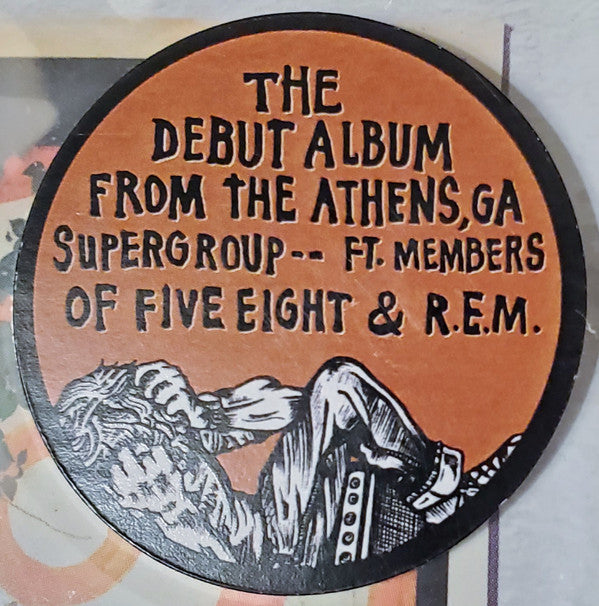 THE
DEBUT ALBUM
FROM THE ATHENS, GA
SUPERGROUP-- FT. MEMBERS
OF FIVE EIGHT & R.E.M.